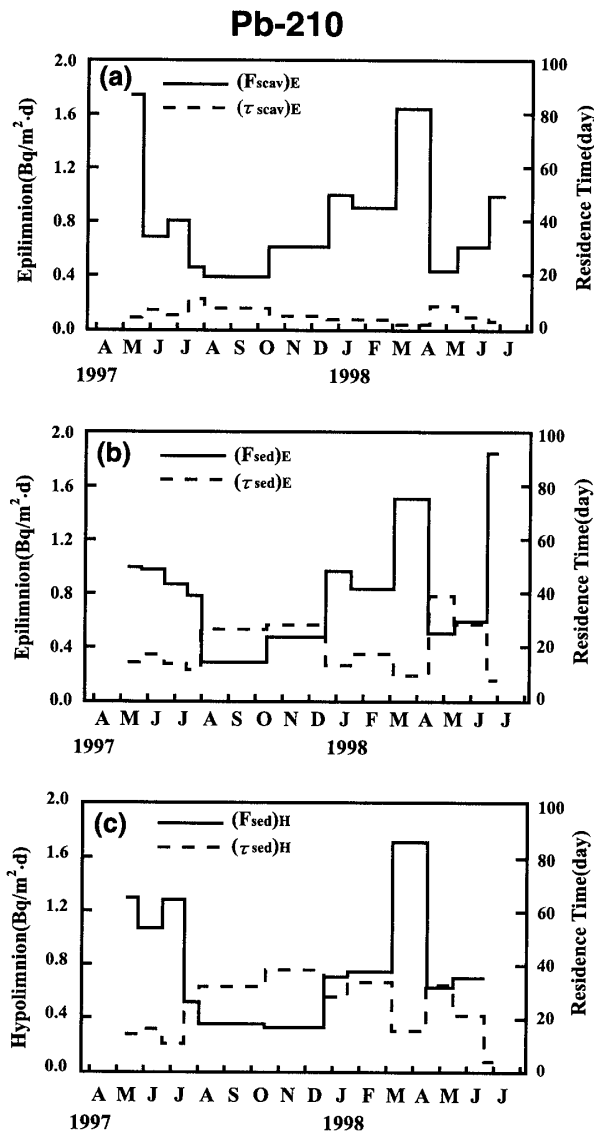 Pb-210
(a)
(Fscav)E
(τscav)E
Epilimnion(Bq/m²·d)
2.0
1.6
1.2
0.8
0.4
0.0
100
80
60
40
20
0
Residence Time(day)
A M J J A S O N D J F M A M J J
1997 1998
(b)
(Fsed)E
(τsed)E
Epilimnion(Bq/m²·d)
2.0
1.6
1.2
0.8
0.4
0.0
100
80
60
40
20
0
Residence Time(day)
A M J J A S O N D J F M A M J J
1997 1998
(c)
(Fsed)H
(τsed)H
Hypolimnion(Bq/m²·d)
2.0
1.6
1.2
0.8
0.4
0.0
100
80
60
40
20
0
Residence Time(day)
A M J J A S O N D J F M A M J J
1997 1998